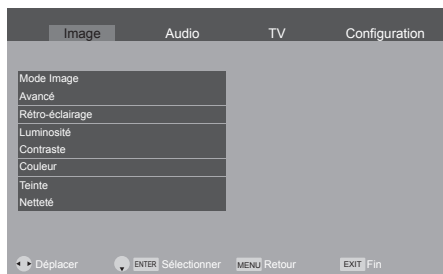 Image Audio TV Configuration
Mode Image
Avancé
Rétro-éclairage
Luminosité
Contraste
Couleur
Teinte
Netteté
Déplacer ENTER Sélectionner MENU Retour EXIT Fin